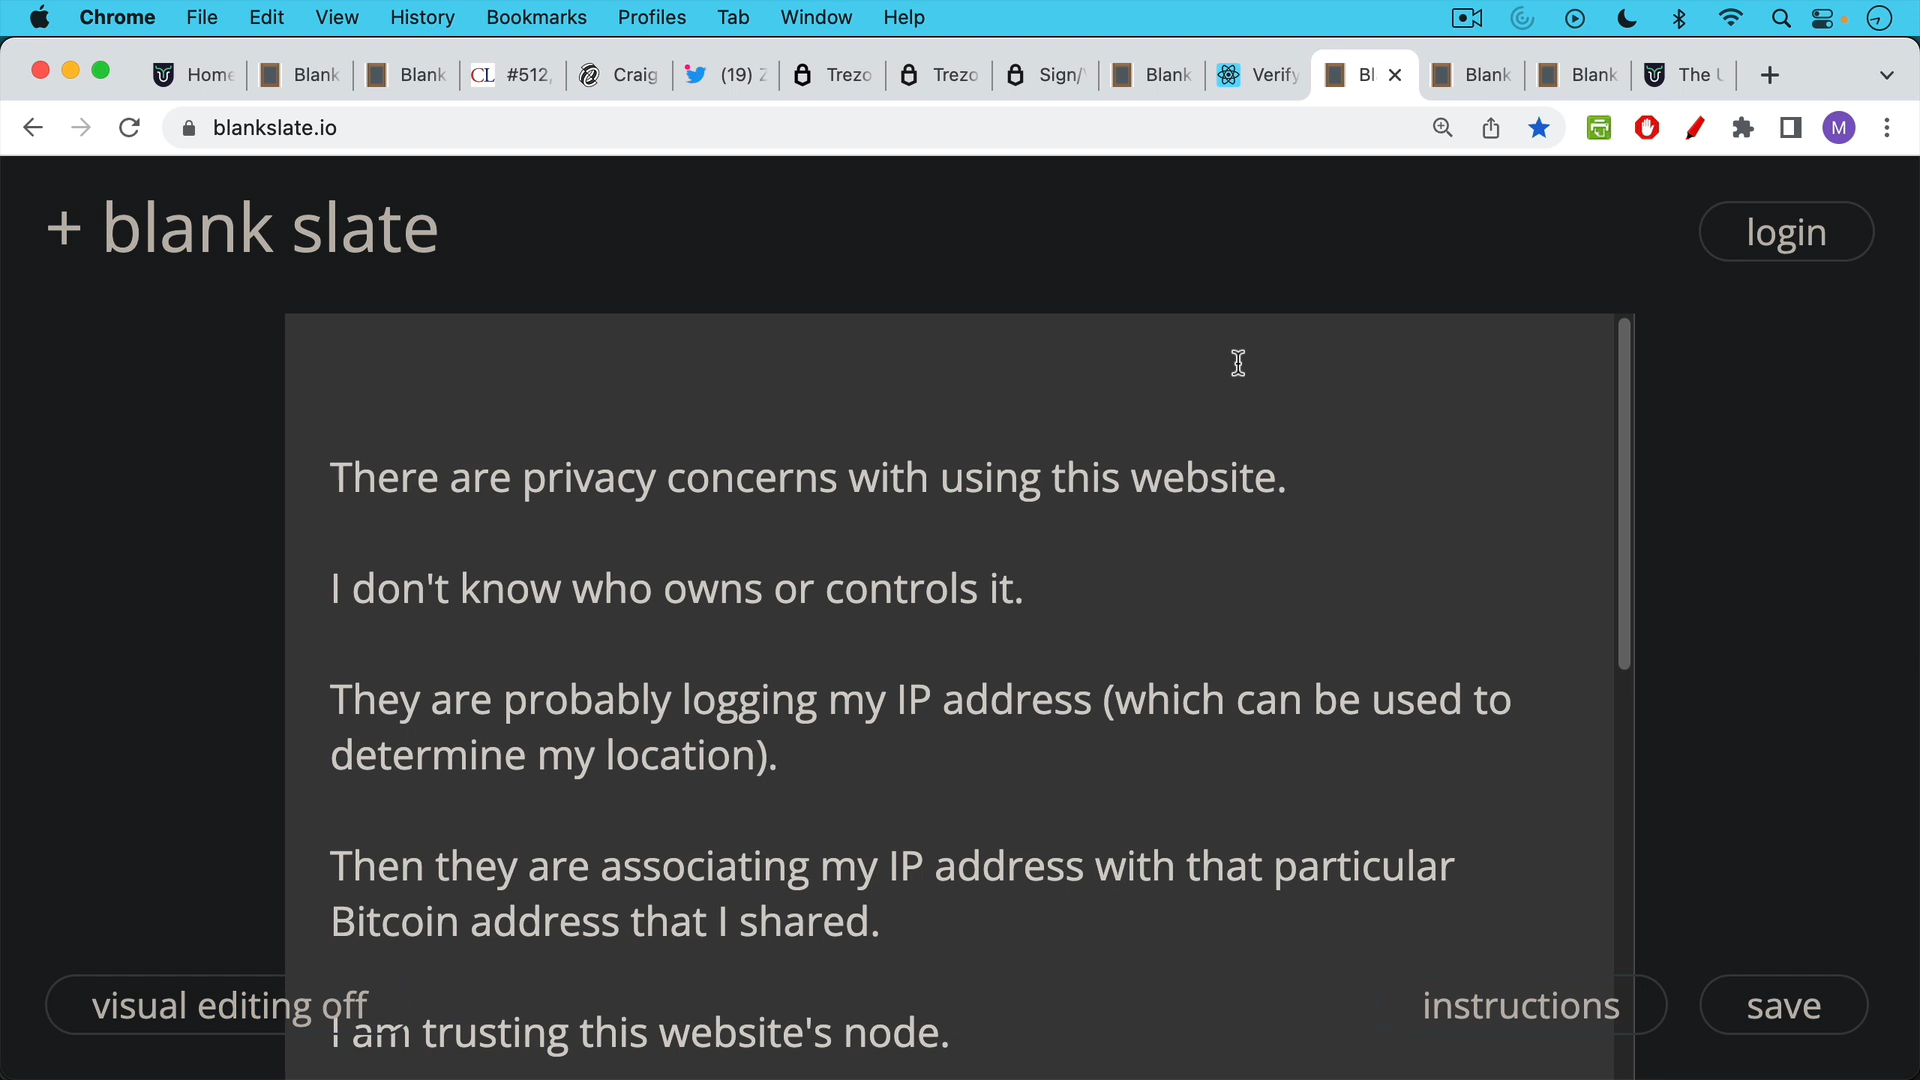 Chrome File Edit View History Bookmarks Profiles Tab Window Help
Home Blank Blank CL #512, Craig (19) Trezo Trezo Sign/ Blank Verify Bl Blank Blank The
blankslate.io
M
+ blank slate
login
There are privacy concerns with using this website.
I don't know who owns or controls it.
They are probably logging my IP address (which can be used to
determine my location).
Then they are associating my IP address with that particular
Bitcoin address that I shared.
visual editing off
instructions
save
I am trusting this website's node.